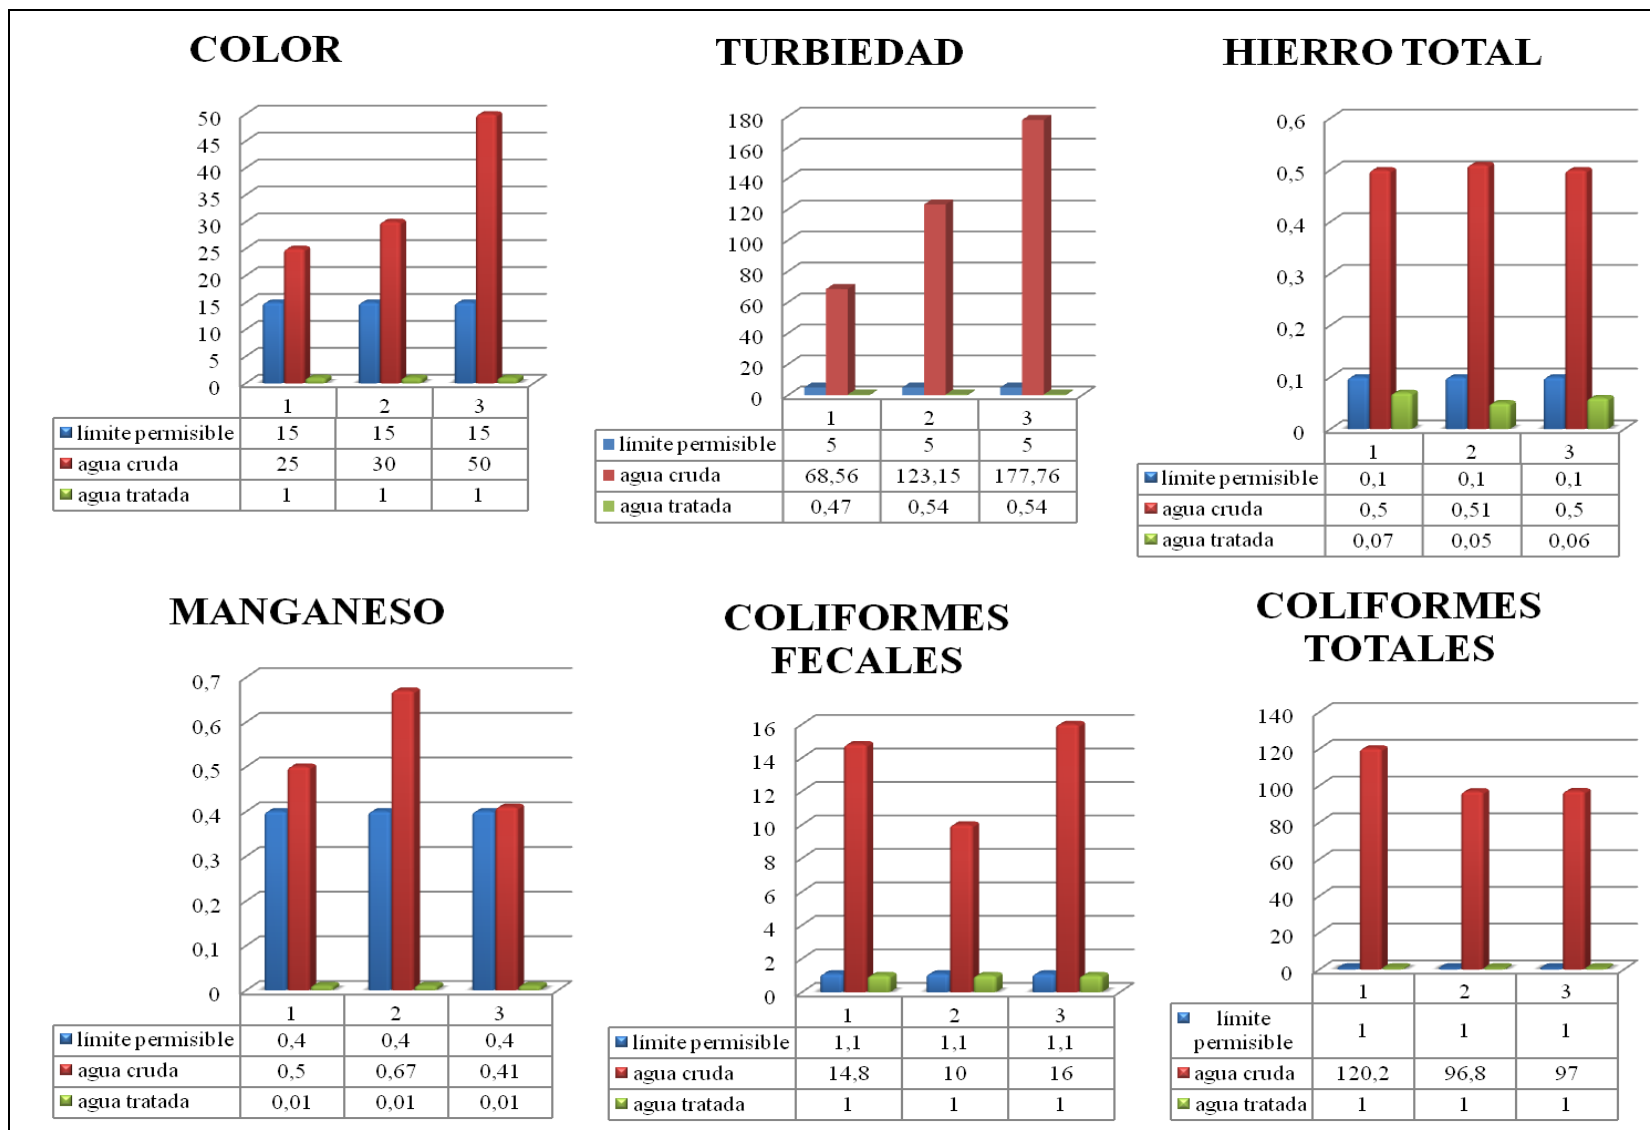 COLOR
50
45
40
35
30
25
20
15
10
5
0
1 2 3
límite permisible 15 15 15
agua cruda 25 30 50
agua tratada 1 1 1
TURBIEDAD
180
160
140
120
100
80
60
40
20
0
1 2 3
límite permisible 5 5 5
agua cruda 68,56 123,15 177,76
agua tratada 0,47 0,54 0,54
HIERRO TOTAL
0,6
0,5
0,4
0,3
0,2
0,1
0
1 2 3
límite permisible 0,1 0,1 0,1
agua cruda 0,5 0,51 0,5
agua tratada 0,07 0,05 0,06
MANGANESO
0,7
0,6
0,5
0,4
0,3
0,2
0,1
0
1 2 3
límite permisible 0,4 0,4 0,4
agua cruda 0,5 0,67 0,41
agua tratada 0,01 0,01 0,01
COLIFORMES
FECALES
16
14
12
10
8
6
4
2
0
1 2 3
límite permisible 1,1 1,1 1,1
agua cruda 14,8 10 16
agua tratada 1 1 1
COLIFORMES
TOTALES
140
120
100
80
60
40
20
0
1 2 3
límite
permisible 1 1 1
agua cruda 120,2 96,8 97
agua tratada 1 1 1